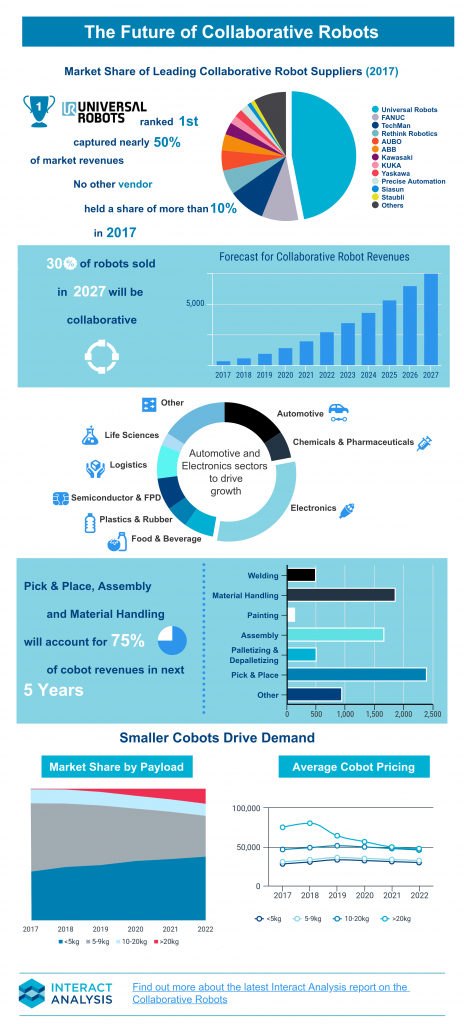 The Future of Collaborative Robots
Market Share of Leading Collaborative Robot Suppliers (2017)
1
UR UNIVERSAL
ROBOTS
ranked 1st
captured nearly 50%
of market revenues
No other vendor
held a share of more than 10%
in 2017
Universal Robots
FANUC
TechMan
Rethink Robotics
AUBO
ABB
Kawasaki
KUKA
Yaskawa
Precise Automation
Siasun
Staubli
Others
30% of robots sold
in 2027 will be
collaborative
Forecast for Collaborative Robot Revenues
5,000
2017 2018 2019 2020 2021 2022 2023 2024 2025 2026 2027
Other
Life Sciences
Logistics
Semiconductor & FPD
Plastics & Rubber
Food & Beverage
Automotive and
Electronics sectors
to drive
growth
Automotive
Chemicals & Pharmaceuticals
Electronics
Pick & Place, Assembly
and Material Handling
will account for 75%
of cobot revenues in next
5 Years
Welding
Material Handling
Painting
Assembly
Palletizing &
Depalletizing
Pick & Place
Other
0 500 1,000 1,500 2,000 2,500
Smaller Cobots Drive Demand
Market Share by Payload
2017 2018 2019 2020 2021 2022
<5kg 5-9kg 10-20kg >20kg
Average Cobot Pricing
100,000
50,000
0
2017 2018 2019 2020 2021 2022
<5kg 5-9kg 10-20kg >20kg
INTERACT
ANALYSIS
Find out more about the latest Interact Analysis report on the
Collaborative Robots